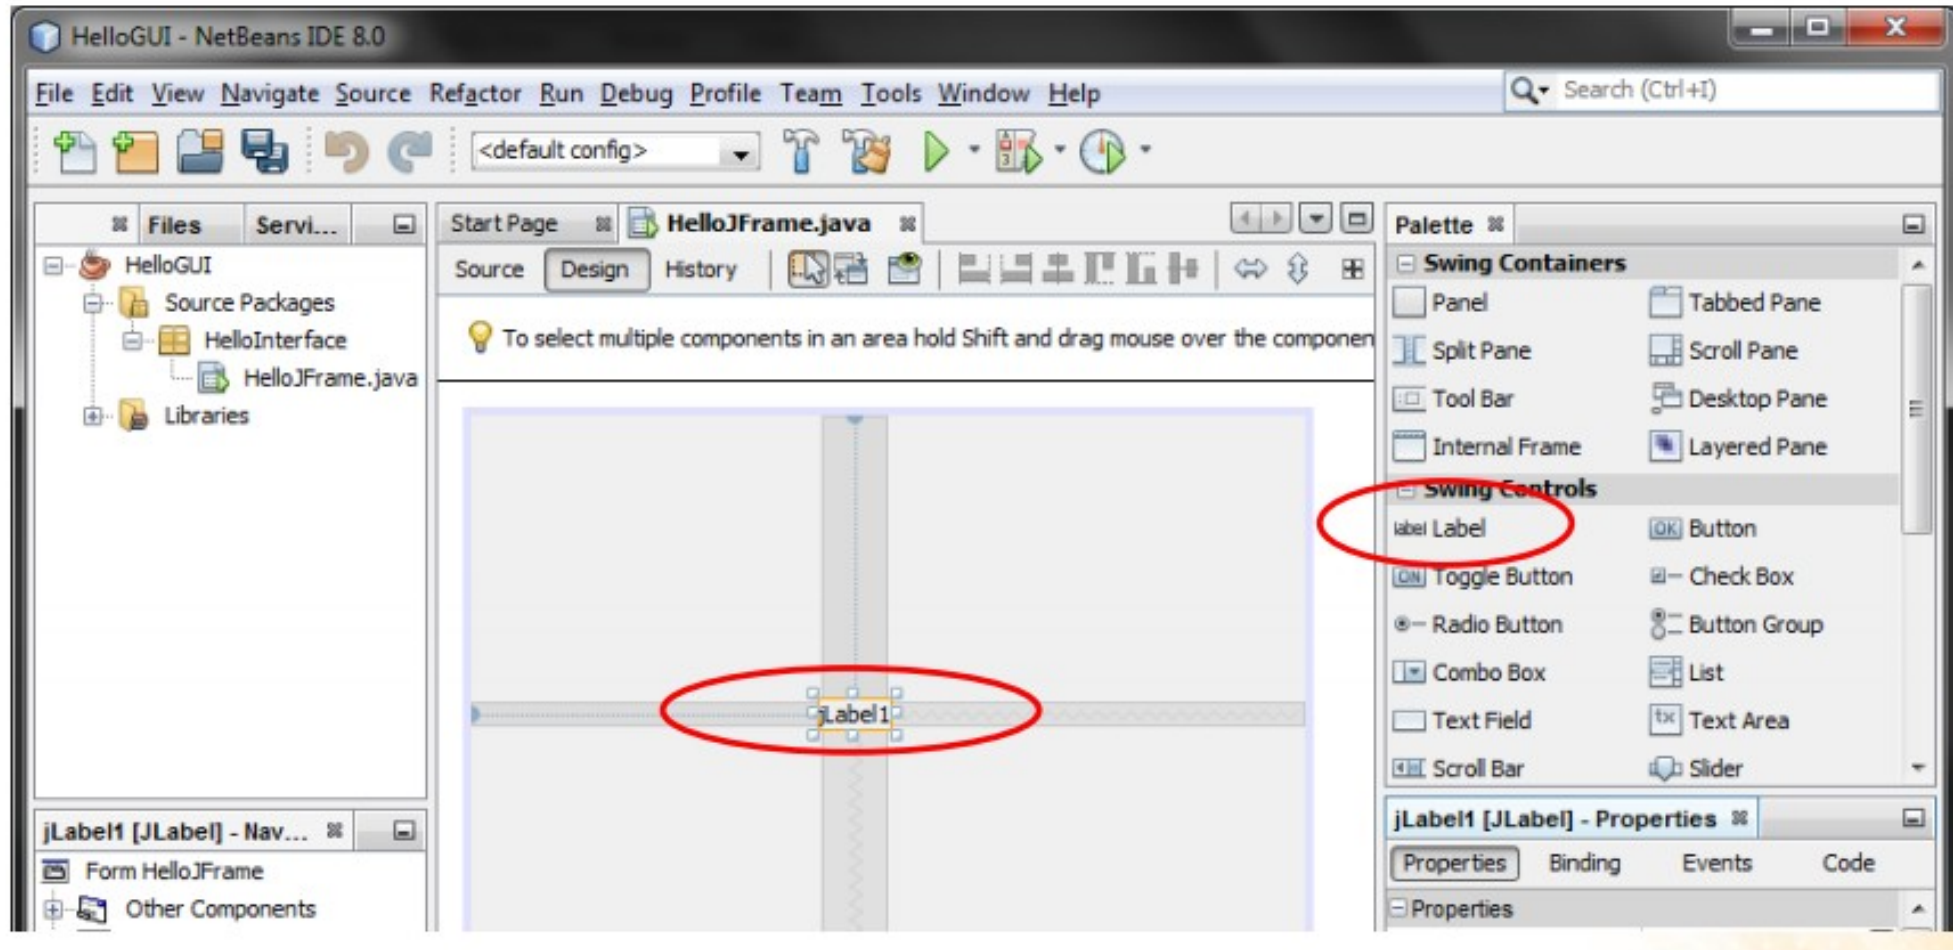 HelloGUI - NetBeans IDE 8.0
File Edit View Navigate Source Refactor Run Debug Profile Team Tools Window Help
Search (Ctrl+I)
<default config>
Files Servi...
HelloGUI
Source Packages
HelloInterface
HelloJFrame.java
Libraries
jLabel1 [JLabel] - Nav...
Form HelloJFrame
Other Components
Start Page HelloJFrame.java
Source Design History
To select multiple components in an area hold Shift and drag mouse over the componen
jLabel1
Palette
Swing Containers
Panel Tabbed Pane
Split Pane Scroll Pane
Tool Bar Desktop Pane
Internal Frame Layered Pane
Swing Controls
label Label OK Button
ON Toggle Button Check Box
Radio Button Button Group
Combo Box List
Text Field tx Text Area
Scroll Bar Slider
jLabel1 [JLabel] - Properties
Properties Binding Events Code
Properties